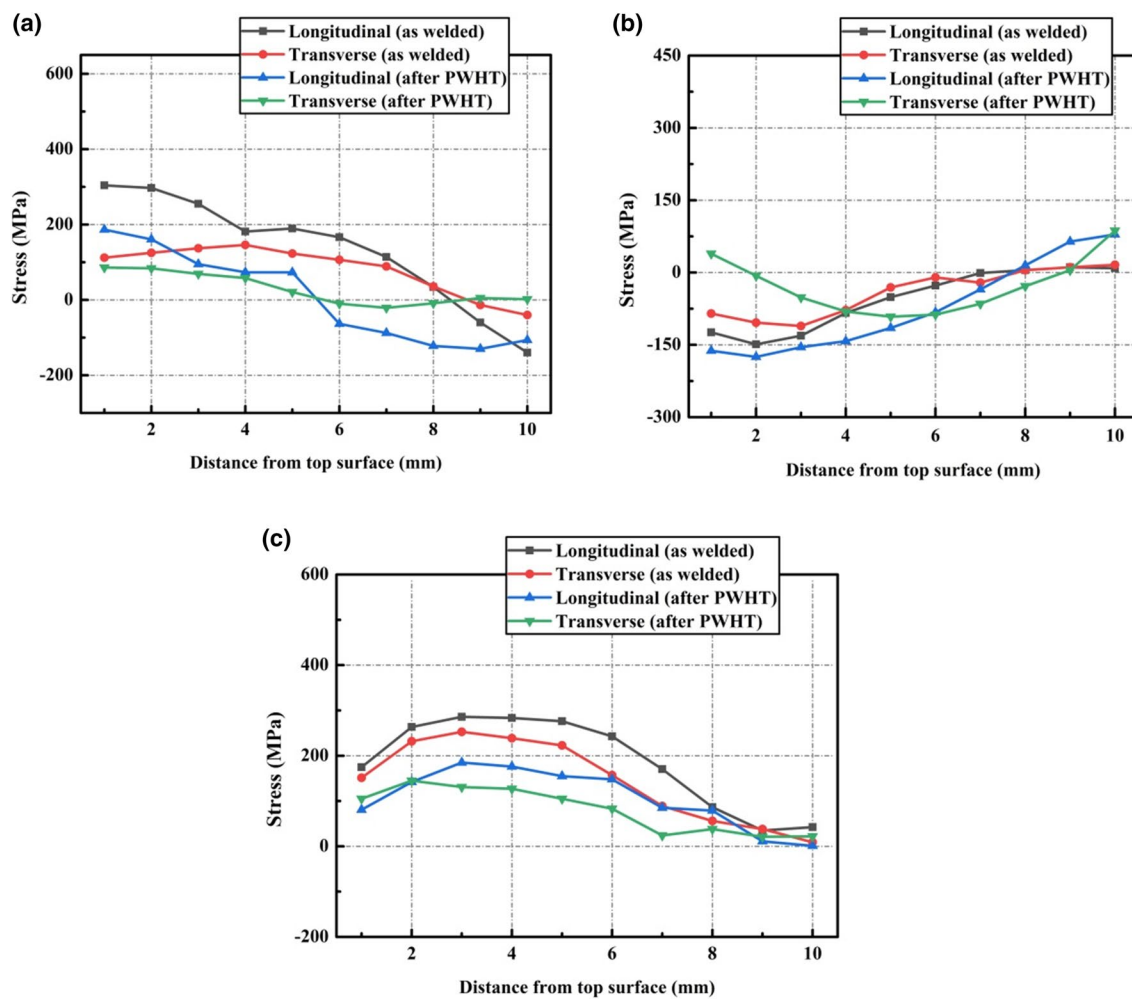 (a)
Longitudinal (as welded)
Transverse (as welded)
Longitudinal (after PWHT)
Transverse (after PWHT)
600
400
200
0
-200
Stress (MPa)
2 4 6 8 10
Distance from top surface (mm)
(b)
Longitudinal (as welded)
Transverse (as welded)
Longitudinal (after PWHT)
Transverse (after PWHT)
450
300
150
0
-150
-300
Stress (MPa)
2 4 6 8 10
Distance from top surface (mm)
(c)
Longitudinal (as welded)
Transverse (as welded)
Longitudinal (after PWHT)
Transverse (after PWHT)
600
400
200
0
-200
Stress (MPa)
2 4 6 8 10
Distance from top surface (mm)